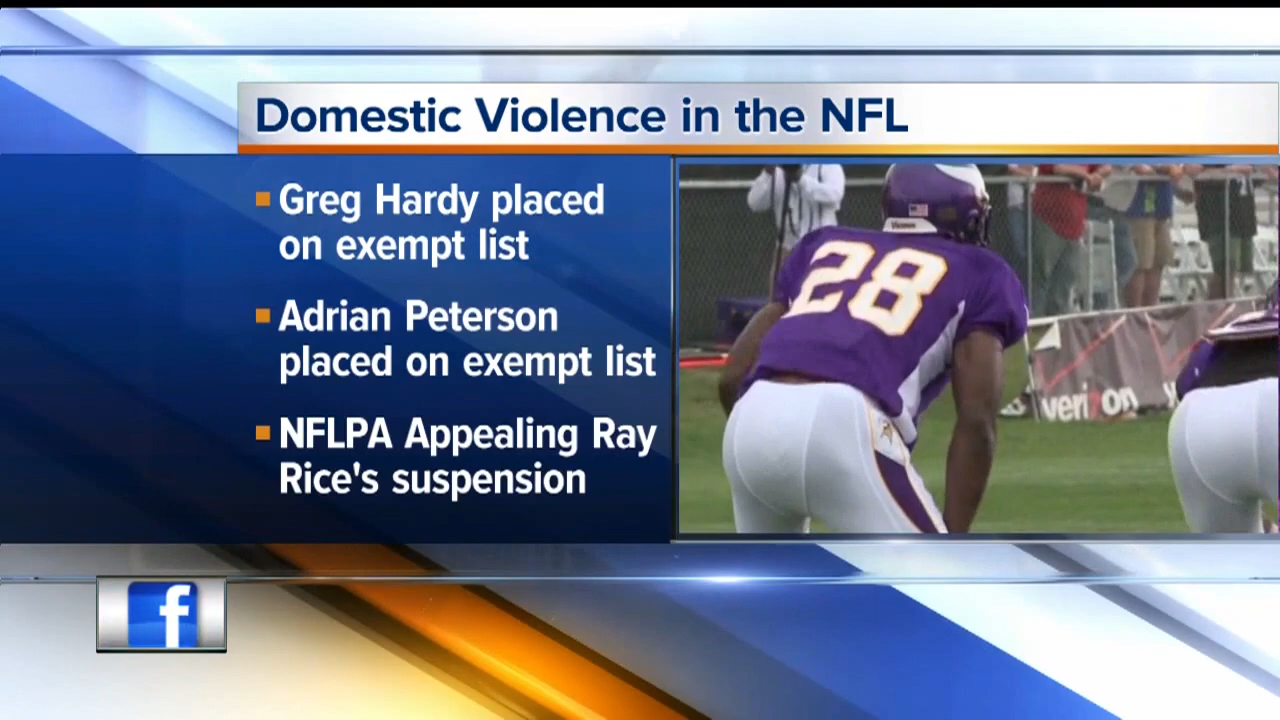 Domestic Violence in the NFL
Greg Hardy placed
on exempt list
Adrian Peterson
placed on exempt list
NFLPA Appealing Ray
Rice's suspension
28
verizon
f